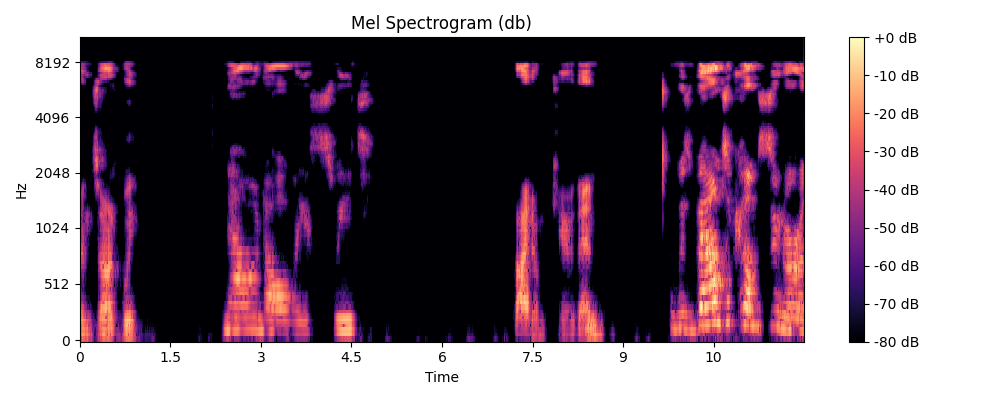 Mel Spectrogram (db)
Hz
8192
4096
2048
1024
512
0
0 1.5 3 4.5 6 7.5 9 10
Time
+0 dB
-10 dB
-20 dB
-30 dB
-40 dB
-50 dB
-60 dB
-70 dB
-80 dB